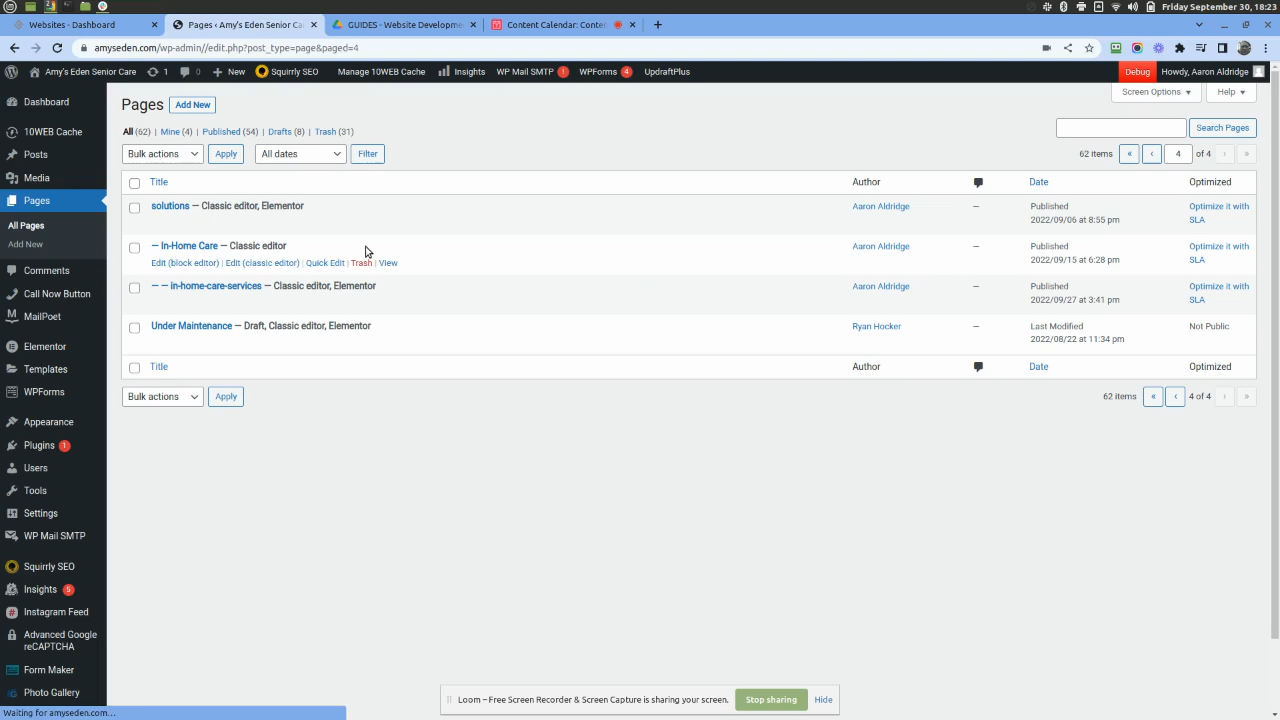 Friday September 30, 18:23
Websites - Dashboard
Pages ‹ Amy's Eden Senior Ca
GUIDES - Website Developme
Content Calendar: Conte
amyseden.com/wp-admin//edit.php?post_type=page&paged=4
Amy's Eden Senior Care 1 0 New Squirrly SEO Manage 10WEB Cache Insights WP Mail SMTP 1 WPForms 4 UpdraftPlus Debug Howdy, Aaron Aldridge
Screen Options Help
Dashboard
10WEB Cache
Posts
Media
Pages
All Pages
Add New
Comments
Call Now Button
MailPoet
Elementor
Templates
WPForms
Appearance
Plugins 1
Users
Tools
Settings
WP Mail SMTP
Squirrly SEO
Insights 5
Instagram Feed
Advanced Google
reCAPTCHA
Form Maker
Photo Gallery
Pages Add New
All (62) | Mine (4) | Published (54) | Drafts (8) | Trash (31)
Search Pages
Bulk actions Apply All dates Filter 62 items « ‹ 4 of 4 › »
Title Author Date Optimized
solutions — Classic editor, Elementor Aaron Aldridge — Published Optimize it with
2022/09/06 at 8:55 pm SLA
— In-Home Care — Classic editor Aaron Aldridge — Published Optimize it with
Edit (block editor) | Edit (classic editor) | Quick Edit | Trash | View 2022/09/15 at 6:28 pm SLA
— — in-home-care-services — Classic editor, Elementor Aaron Aldridge — Published Optimize it with
2022/09/27 at 3:41 pm SLA
Under Maintenance — Draft, Classic editor, Elementor Ryan Hocker — Last Modified Not Public
2022/08/22 at 11:34 pm
Title Author Date Optimized
Bulk actions Apply 62 items « ‹ 4 of 4 › »
Loom – Free Screen Recorder & Screen Capture is sharing your screen. Stop sharing Hide
Waiting for amyseden.com…